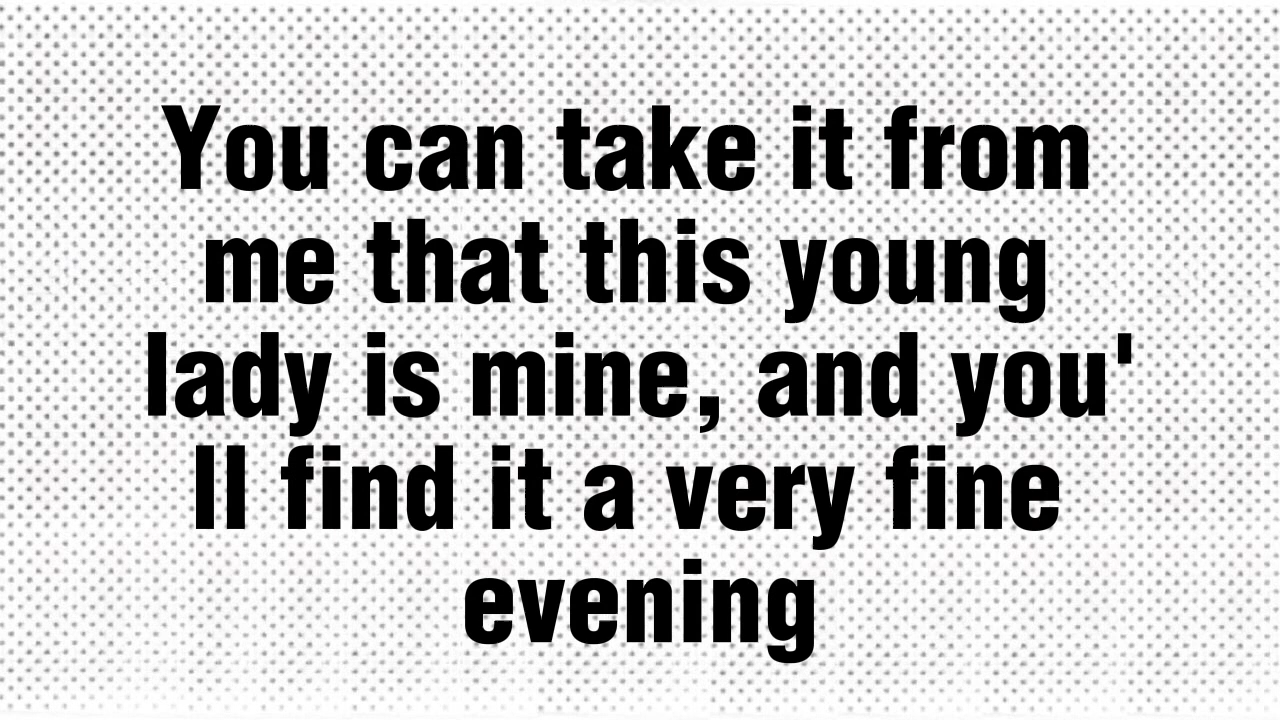 You can take it from
me that this young
lady is mine, and you'
ll find it a very fine
evening